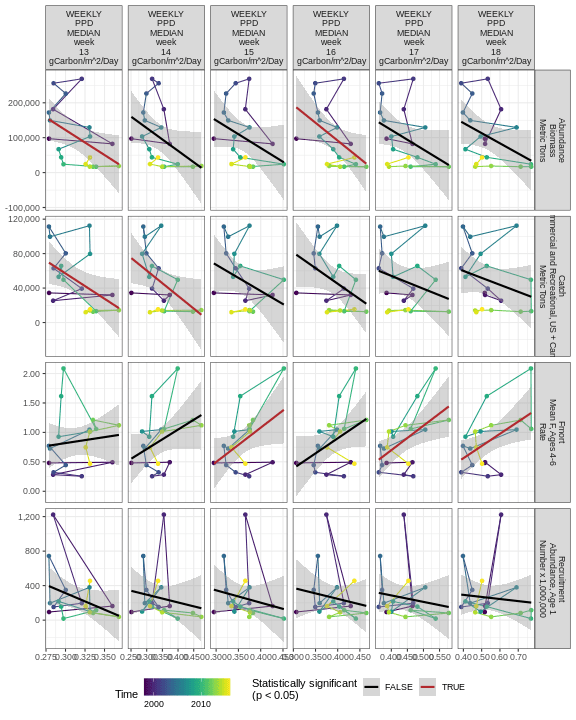 WEEKLY
PPD
MEDIAN
week
13
gCarbon/m^2/Day
WEEKLY
PPD
MEDIAN
week
14
gCarbon/m^2/Day
WEEKLY
PPD
MEDIAN
week
15
gCarbon/m^2/Day
WEEKLY
PPD
MEDIAN
week
16
gCarbon/m^2/Day
WEEKLY
PPD
MEDIAN
week
17
gCarbon/m^2/Day
WEEKLY
PPD
MEDIAN
week
18
gCarbon/m^2/Day
200,000
100,000
0
-100,000
Abundance
Biomass
Metric Tons
120,000
80,000
40,000
0
Catch
mmercial and Recreational, US + Can
Metric Tons
2.00
1.50
1.00
0.50
0.00
Fmort
Mean F, Ages 4-6
Rate
1,200
800
400
0
Recruitment
Abundance, Age 1
Number x 1,000,000
0.275 0.300 0.325 0.350
0.250 0.300 0.350 0.400 0.450
0.300 0.350 0.400 0.450
0.300 0.350 0.400 0.450
0.400 0.450 0.500 0.550
0.40 0.50 0.60 0.70
Time
2000 2010
Statistically significant
(p < 0.05)
FALSE
TRUE